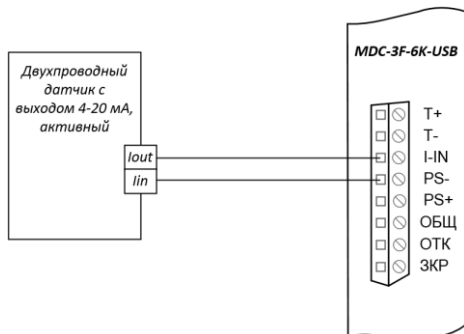 MDC-3F-6K-USB
Двухпроводный
датчик с
выходом 4-20 мА,
активный
Iout
Iin
T+
T-
I-IN
PS-
PS+
ОБЩ
ОТК
ЗКР